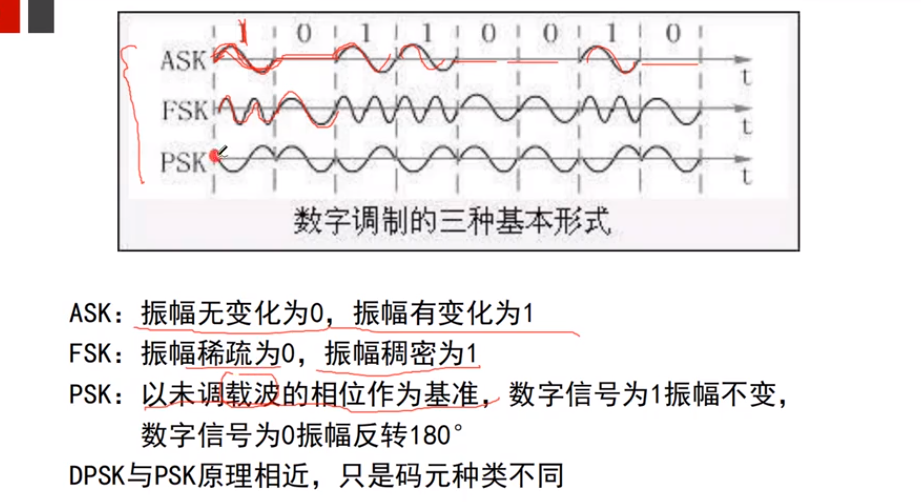 1 0 1 1 0 0 1 0
ASK t
FSK t
PSK t
数字调制的三种基本形式
ASK：振幅无变化为0，振幅有变化为1
FSK：振幅稀疏为0，振幅稠密为1
PSK：以未调载波的相位作为基准，数字信号为1振幅不变，
数字信号为0振幅反转180°
DPSK与PSK原理相近，只是码元种类不同